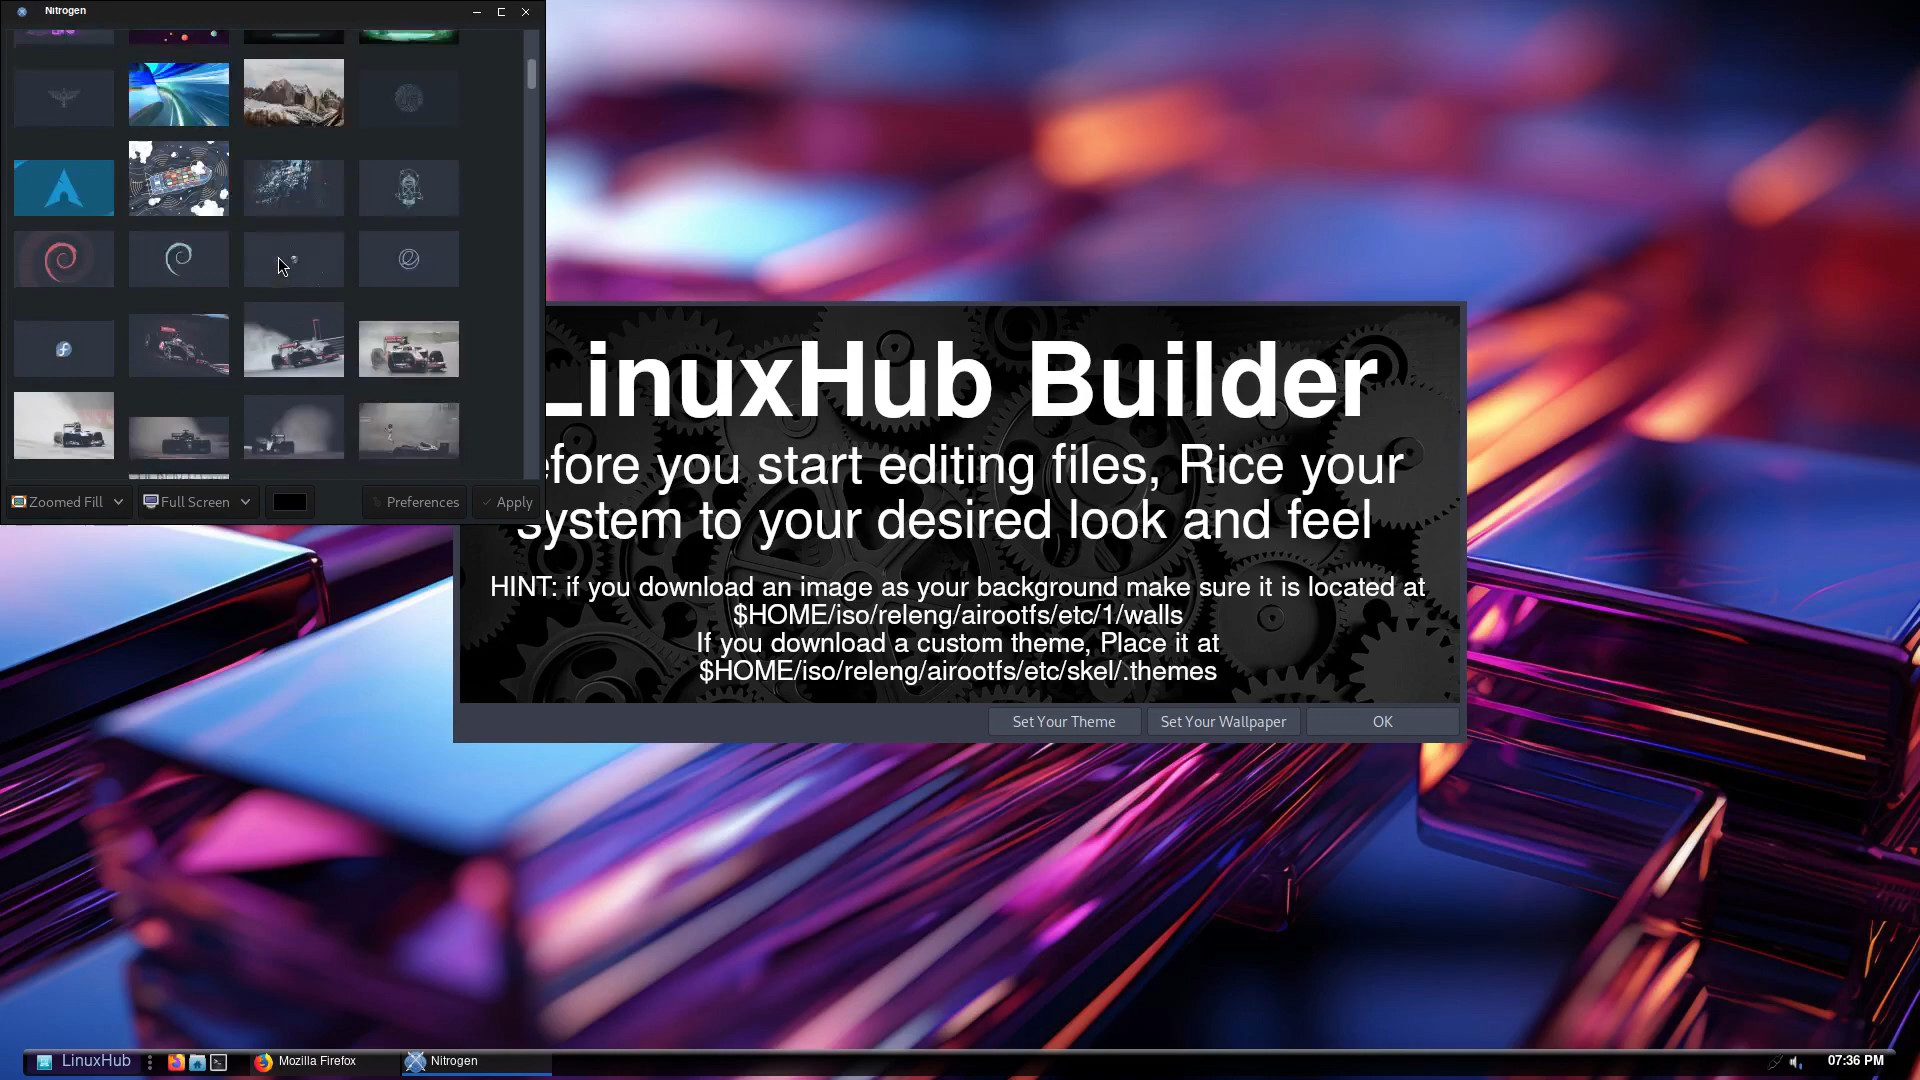 Nitrogen
Zoomed Fill
Full Screen
Preferences
Apply
LinuxHub Builder
efore you start editing files, Rice your
system to your desired look and feel
HINT: if you download an image as your background make sure it is located at
$HOME/iso/releng/airootfs/etc/1/walls
If you download a custom theme, Place it at
$HOME/iso/releng/airootfs/etc/skel/.themes
Set Your Theme
Set Your Wallpaper
OK
LinuxHub
Mozilla Firefox
Nitrogen
07:36 PM